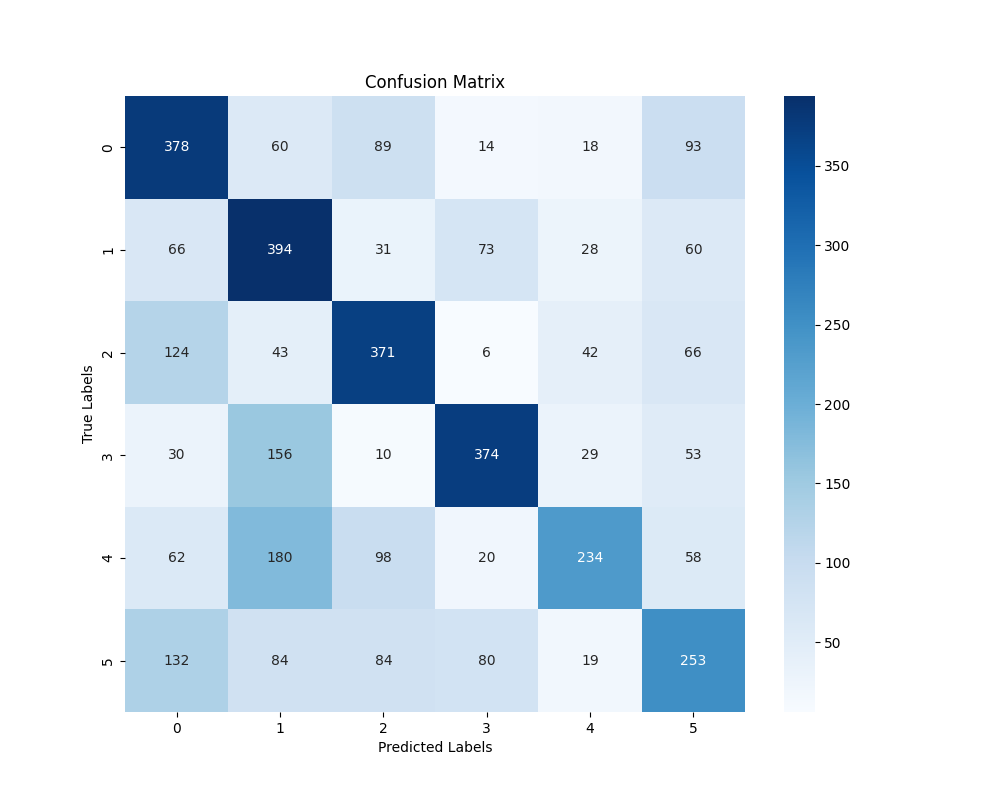 Confusion Matrix
0 378 60 89 14 18 93
1 66 394 31 73 28 60
2 124 43 371 6 42 66
3 30 156 10 374 29 53
4 62 180 98 20 234 58
5 132 84 84 80 19 253
0 1 2 3 4 5
Predicted Labels
True Labels
350
300
250
200
150
100
50